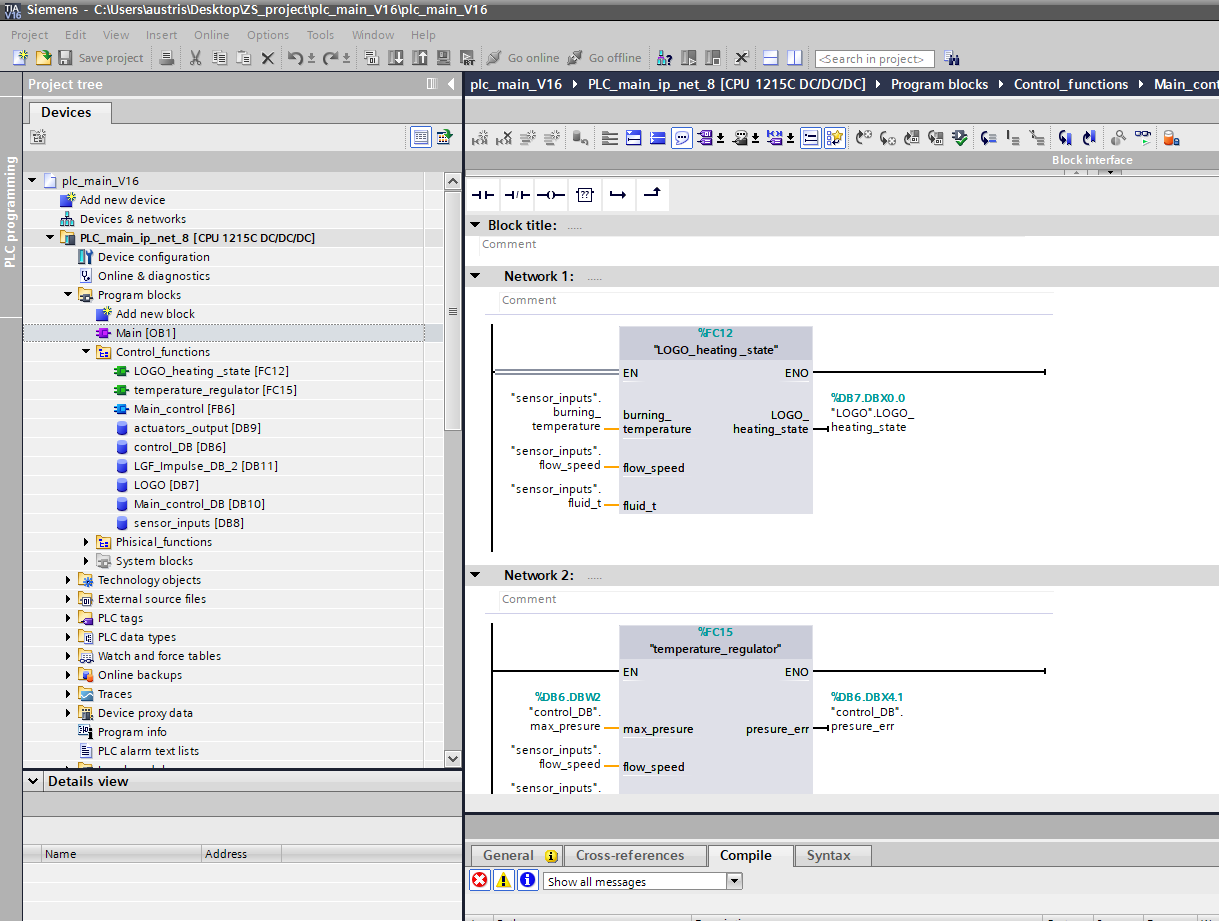 Siemens - C:\Users\austris\Desktop\ZS_project\plc_main_V16\plc_main_V16
Project Edit View Insert Online Options Tools Window Help
Save project Go online Go offline <Search in project>
Project tree
plc_main_V16 PLC_main_ip_net_8 [CPU 1215C DC/DC/DC] Program blocks Control_functions Main_cont
Devices
PLC programming
Block interface
plc_main_V16
Add new device
Devices & networks
PLC_main_ip_net_8 [CPU 1215C DC/DC/DC]
Device configuration
Online & diagnostics
Program blocks
Add new block
Main [OB1]
Control_functions
LOGO_heating _state [FC12]
temperature_regulator [FC15]
Main_control [FB6]
actuators_output [DB9]
control_DB [DB6]
LGF_Impulse_DB_2 [DB11]
LOGO [DB7]
Main_control_DB [DB10]
sensor_inputs [DB8]
Phisical_functions
System blocks
Technology objects
External source files
PLC tags
PLC data types
Watch and force tables
Online backups
Traces
Device proxy data
Program info
PLC alarm text lists
Details view
Name Address
??
Block title: .....
Comment
Network 1: .....
Comment
%FC12
"LOGO_heating _state"
EN ENO
"sensor_inputs".
burning_
temperature
burning_
temperature
LOGO_
heating_state
%DB7.DBX0.0
"LOGO".LOGO_
heating_state
"sensor_inputs".
flow_speed flow_speed
"sensor_inputs".
fluid_t fluid_t
Network 2: .....
Comment
%FC15
"temperature_regulator"
EN ENO
%DB6.DBW2
"control_DB".
max_presure max_presure
presure_err
%DB6.DBX4.1
"control_DB".
presure_err
"sensor_inputs".
flow_speed flow_speed
"sensor_inputs".
General Cross-references Compile Syntax
Show all messages